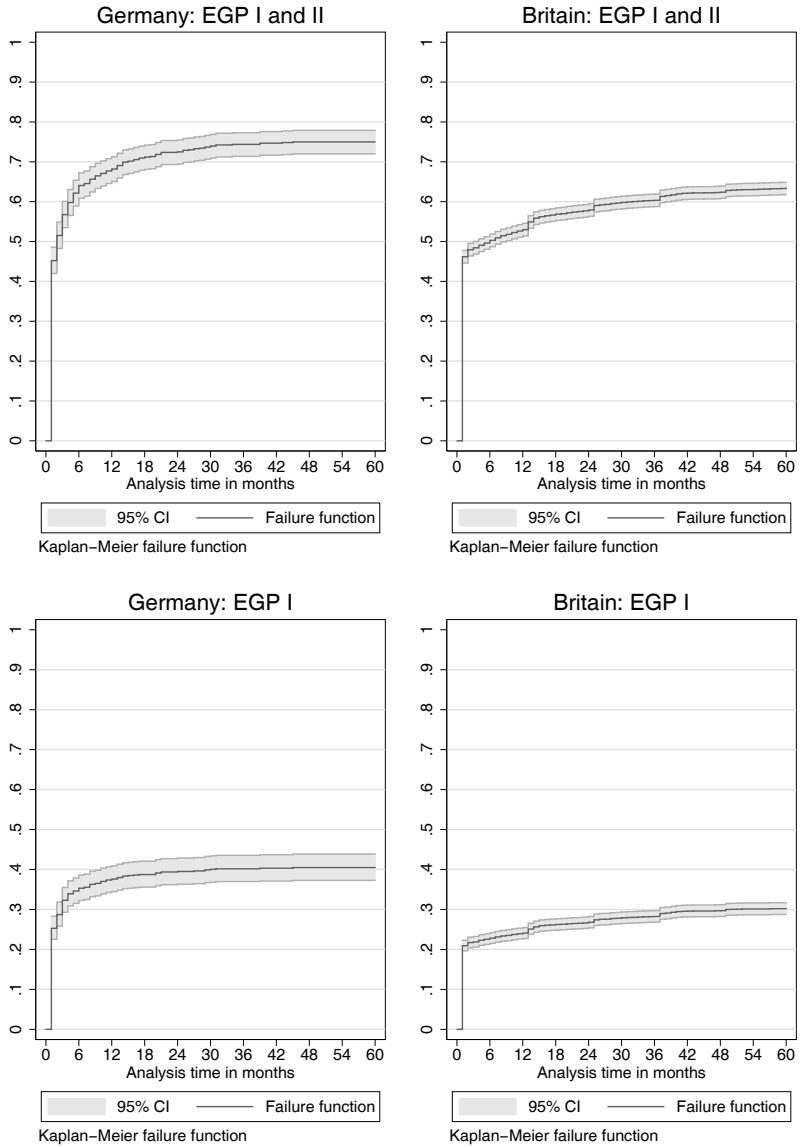 Germany: EGP I and II
1
.9
.8
.7
.6
.5
.4
.3
.2
.1
0
0 6 12 18 24 30 36 42 48 54 60
Analysis time in months
95% CI Failure function
Kaplan−Meier failure function
Britain: EGP I and II
1
.9
.8
.7
.6
.5
.4
.3
.2
.1
0
0 6 12 18 24 30 36 42 48 54 60
Analysis time in months
95% CI Failure function
Kaplan−Meier failure function
Germany: EGP I
1
.9
.8
.7
.6
.5
.4
.3
.2
.1
0
0 6 12 18 24 30 36 42 48 54 60
Analysis time in months
95% CI Failure function
Kaplan−Meier failure function
Britain: EGP I
1
.9
.8
.7
.6
.5
.4
.3
.2
.1
0
0 6 12 18 24 30 36 42 48 54 60
Analysis time in months
95% CI Failure function
Kaplan−Meier failure function